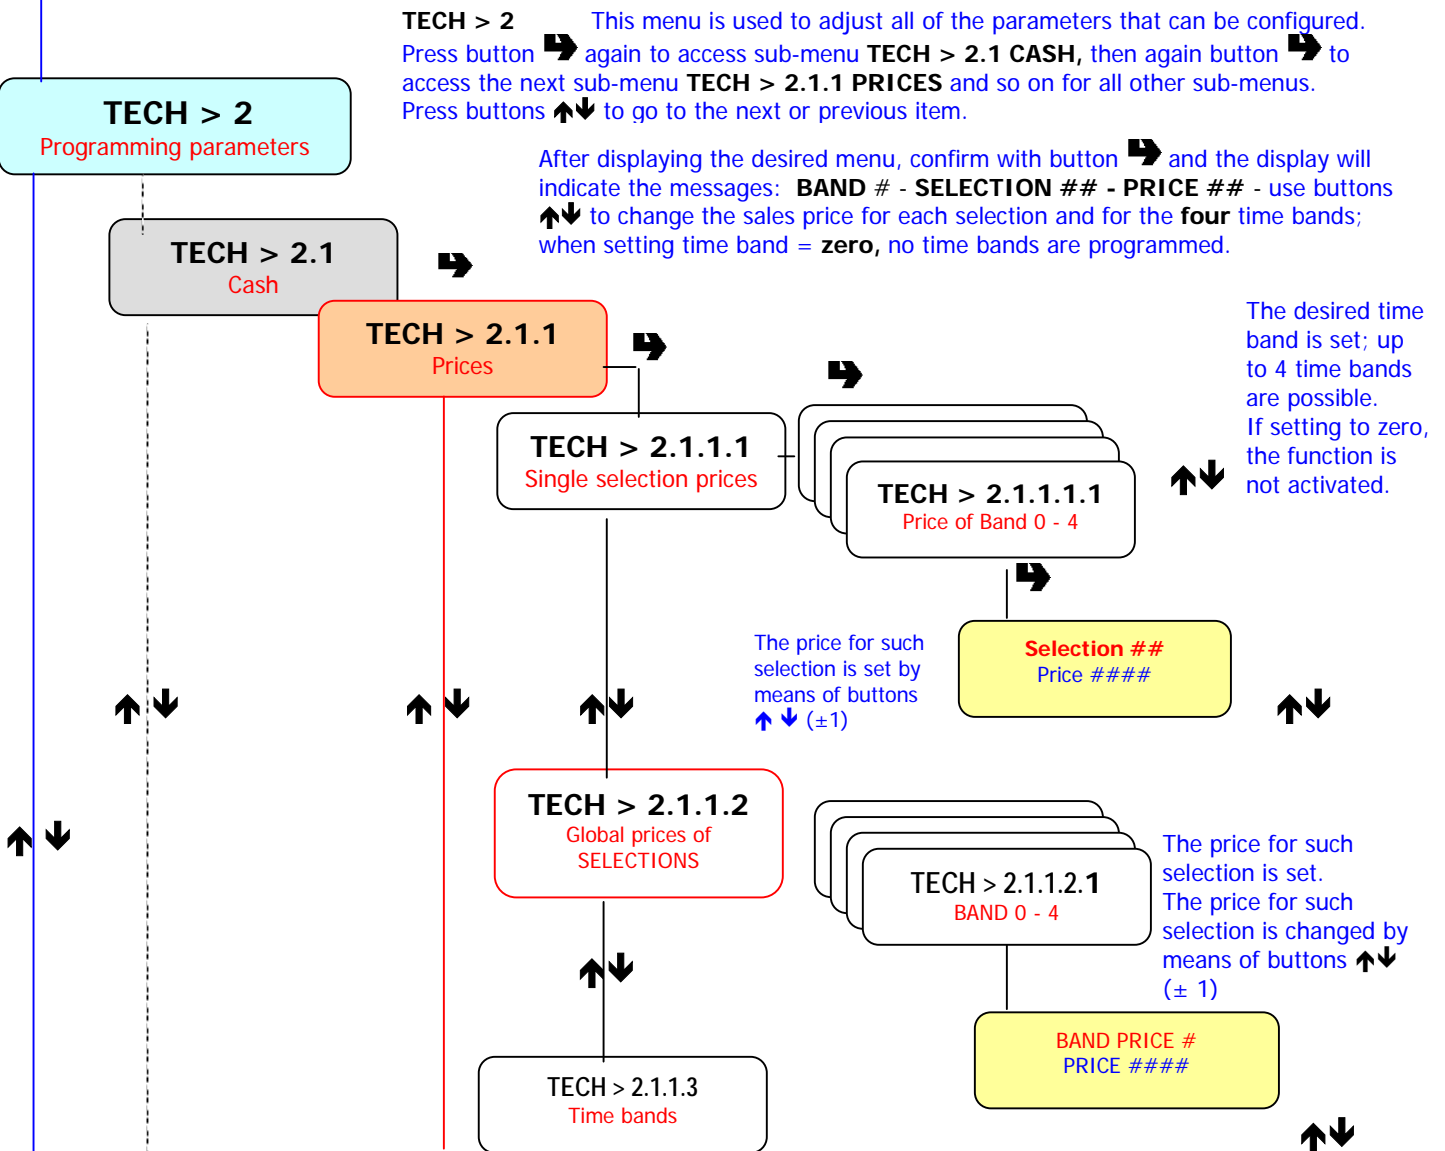 TECH > 2 This menu is used to adjust all of the parameters that can be configured.
Press button again to access sub-menu TECH > 2.1 CASH, then again button to
access the next sub-menu TECH > 2.1.1 PRICES and so on for all other sub-menus.
Press buttons ↑↓ to go to the next or previous item.
TECH > 2
Programming parameters
After displaying the desired menu, confirm with button and the display will
indicate the messages: BAND # - SELECTION ## - PRICE ## - use buttons
↑↓ to change the sales price for each selection and for the four time bands;
when setting time band = zero, no time bands are programmed.
TECH > 2.1
Cash
TECH > 2.1.1
Prices
The desired time
band is set; up
to 4 time bands
are possible.
If setting to zero,
the function is
not activated.
TECH > 2.1.1.1
Single selection prices
TECH > 2.1.1.1.1
Price of Band 0 - 4
The price for such
selection is set by
means of buttons
↑ ↓ (±1)
Selection ##
Price ####
TECH > 2.1.1.2
Global prices of
SELECTIONS
TECH > 2.1.1.2.1
BAND 0 - 4
The price for such
selection is set.
The price for such
selection is changed by
means of buttons ↑↓
(± 1)
BAND PRICE #
PRICE ####
TECH > 2.1.1.3
Time bands